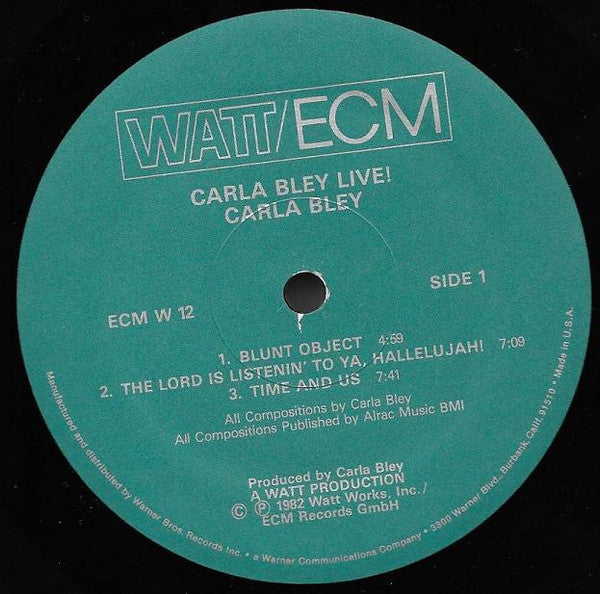 WATT/ECM
CARLA BLEY LIVE!
CARLA BLEY
ECM W 12
SIDE 1
1. BLUNT OBJECT 4:59
2. THE LORD IS LISTENIN' TO YA, HALLELUJAH! 7:09
3. TIME AND US 7:41
All Compositions by Carla Bley
All Compositions Published by Alrac Music BMI
Produced by Carla Bley
A WATT PRODUCTION
© ℗ 1982 Watt Works, Inc./
ECM Records GmbH
Manufactured and distributed by Warner Bros. Records Inc. • a Warner Communications Company • 3300 Warner Blvd., Burbank, Calif. 91510 • Made in U.S.A.